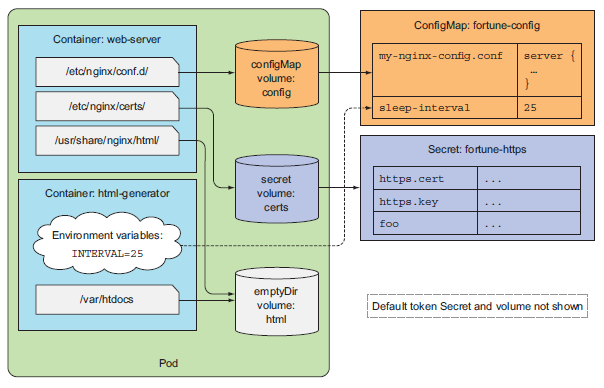 Container: web-server
/etc/nginx/conf.d/
/etc/nginx/certs/
/usr/share/nginx/html/
Container: html-generator
Environment variables:
INTERVAL=25
/var/htdocs
configMap
volume:
config
secret
volume:
certs
emptyDir
volume:
html
Pod
ConfigMap: fortune-config
my-nginx-config.conf
server {
…
}
sleep-interval
25
Secret: fortune-https
https.cert
...
https.key
...
foo
...
Default token Secret and volume not shown